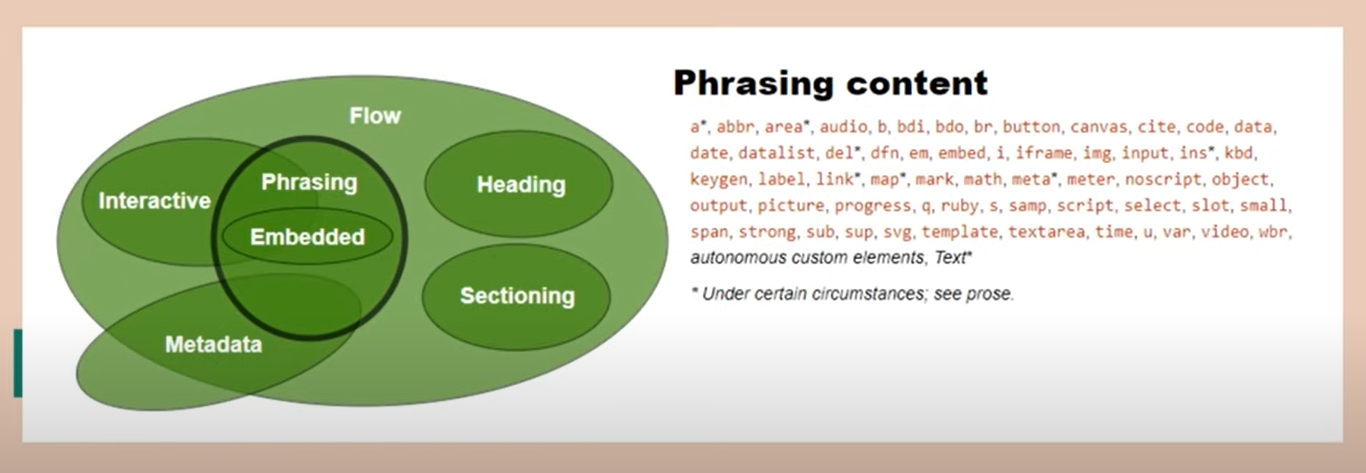 Flow
Interactive
Phrasing
Embedded
Heading
Sectioning
Metadata
Phrasing content
a*, abbr, area*, audio, b, bdi, bdo, br, button, canvas, cite, code, data,
date, datalist, del*, dfn, em, embed, i, iframe, img, input, ins*, kbd,
keygen, label, link*, map*, mark, math, meta*, meter, noscript, object,
output, picture, progress, q, ruby, s, samp, script, select, slot, small,
span, strong, sub, sup, svg, template, textarea, time, u, var, video, wbr,
autonomous custom elements, Text*
* Under certain circumstances; see prose.